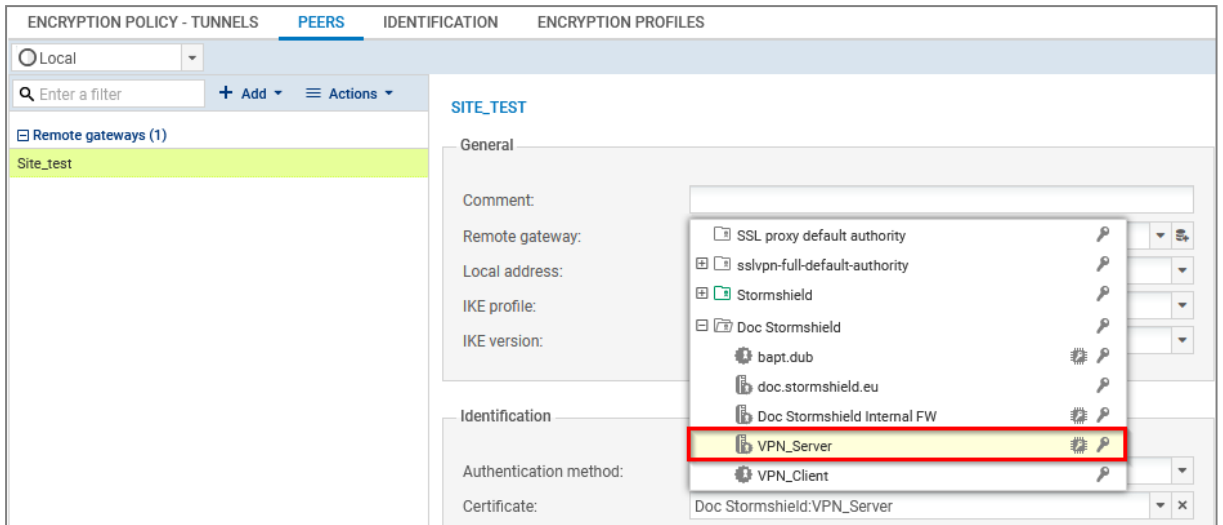 ENCRYPTION POLICY - TUNNELS PEERS IDENTIFICATION ENCRYPTION PROFILES
Local
Enter a filter + Add Actions
Remote gateways (1)
Site_test
SITE_TEST
General
Comment:
Remote gateway:
Local address:
IKE profile:
IKE version:
SSL proxy default authority
sslvpn-full-default-authority
Stormshield
Doc Stormshield
bapt.dub
doc.stormshield.eu
Doc Stormshield Internal FW
VPN_Server
VPN_Client
Identification
Authentication method:
Certificate: Doc Stormshield:VPN_Server